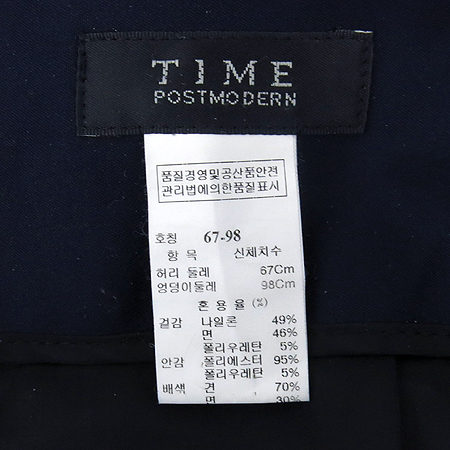 TIME
POSTMODERN
품질경영및공산품안전
관리법에의한품질표시
호칭 67-98
항 목 신체치수
허리 둘레 67Cm
엉덩이둘레 98Cm
혼 용 율 (%)
겉감 나일론 49%
면 46%
폴리우레탄 5%
안감 폴리에스터 95%
폴리우레탄 5%
배색 견 70%
면 30%